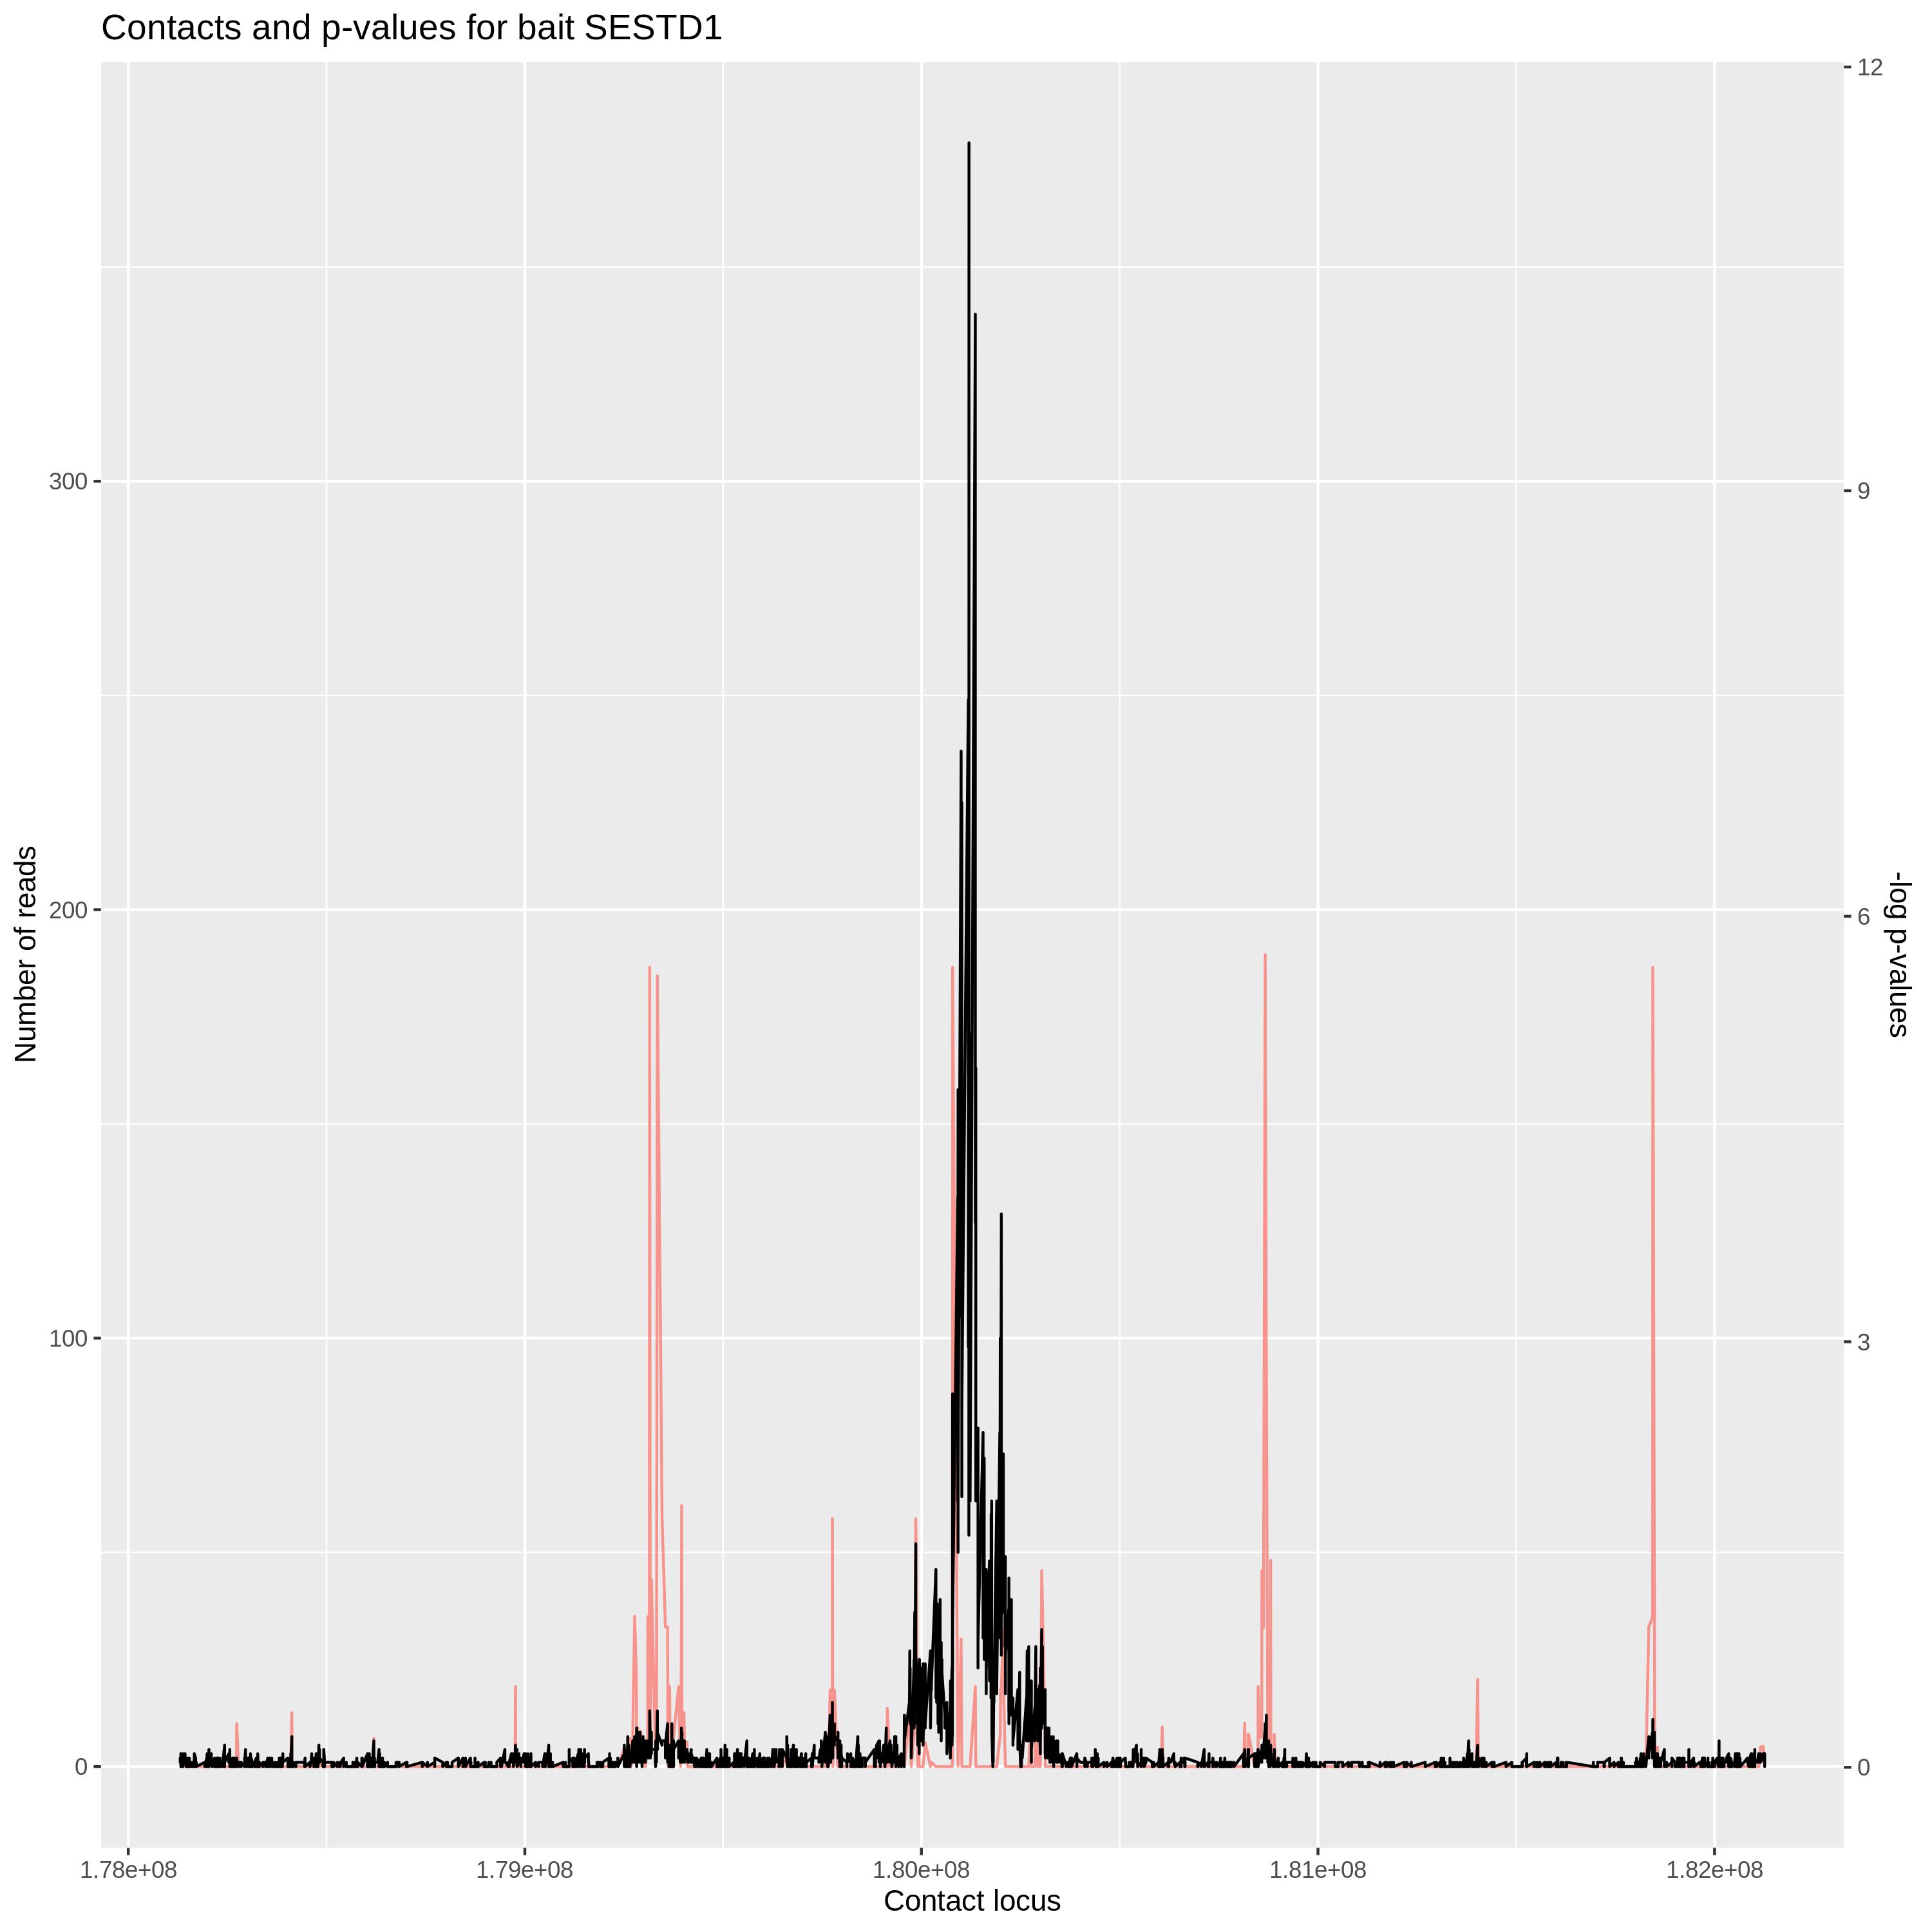 Contacts and p-values for bait SESTD1
Number of reads
300
200
100
0
12
9
6
3
0
-log p-values
1.78e+08
1.79e+08
1.80e+08
1.81e+08
1.82e+08
Contact locus